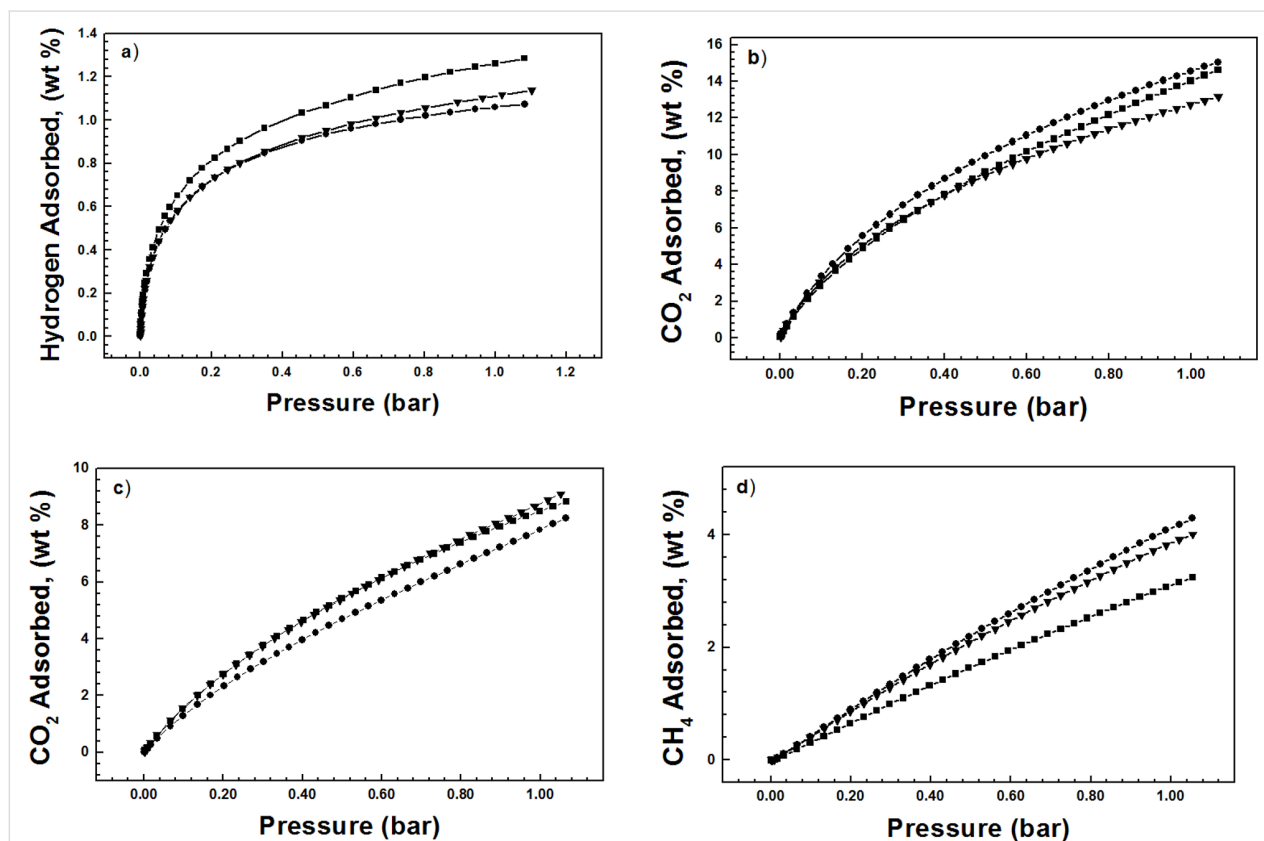 a)
Hydrogen Adsorbed, (wt %)
1.4
1.2
1.0
0.8
0.6
0.4
0.2
0.0
0.0 0.2 0.4 0.6 0.8 1.0 1.2
Pressure (bar)
b)
CO₂ Adsorbed, (wt %)
16
14
12
10
8
6
4
2
0
0.00 0.20 0.40 0.60 0.80 1.00
Pressure (bar)
c)
CO₂ Adsorbed, (wt %)
10
8
6
4
2
0
0.00 0.20 0.40 0.60 0.80 1.00
Pressure (bar)
d)
CH₄ Adsorbed, (wt %)
4
2
0
0.00 0.20 0.40 0.60 0.80 1.00
Pressure (bar)